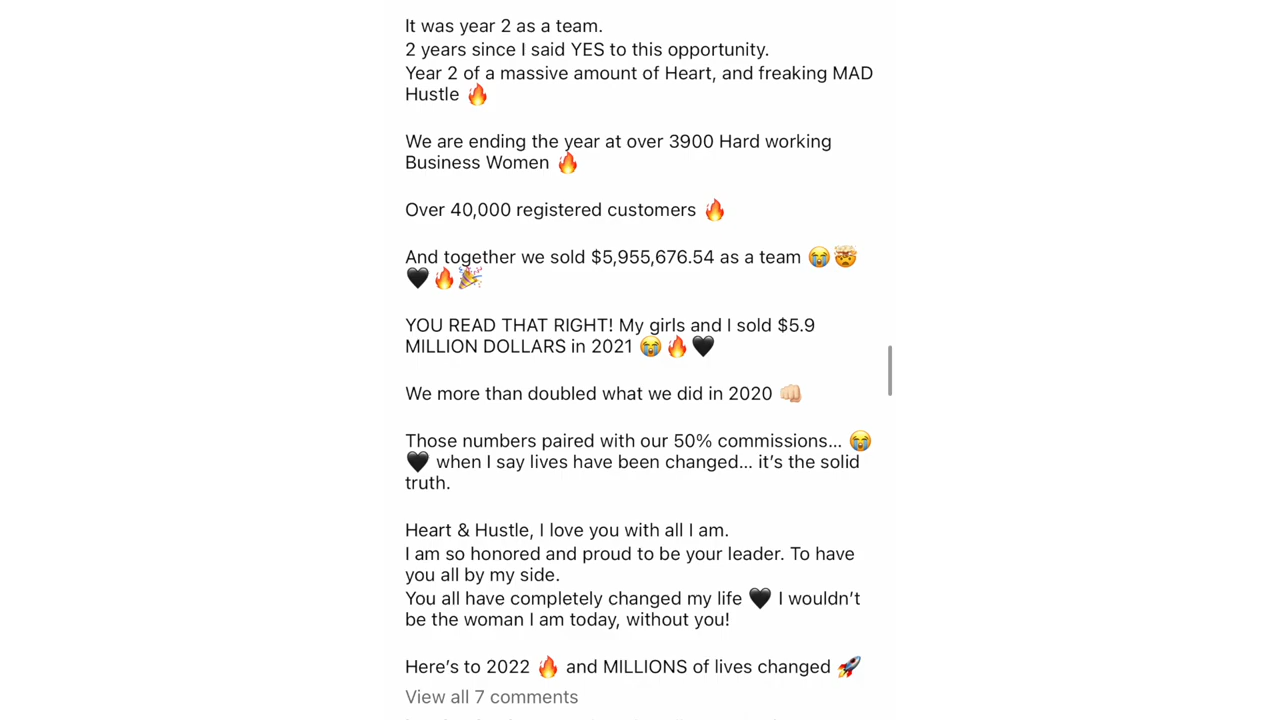 It was year 2 as a team.
2 years since I said YES to this opportunity.
Year 2 of a massive amount of Heart, and freaking MAD
Hustle 🔥
We are ending the year at over 3900 Hard working
Business Women 🔥
Over 40,000 registered customers 🔥
And together we sold $5,955,676.54 as a team 😭🤯
🖤🔥🎉
YOU READ THAT RIGHT! My girls and I sold $5.9
MILLION DOLLARS in 2021 😭🔥🖤
We more than doubled what we did in 2020 👊🏻
Those numbers paired with our 50% commissions... 😭
🖤 when I say lives have been changed... it's the solid
truth.
Heart & Hustle, I love you with all I am.
I am so honored and proud to be your leader. To have
you all by my side.
You all have completely changed my life 🖤 I wouldn't
be the woman I am today, without you!
Here's to 2022 🔥 and MILLIONS of lives changed 🚀
View all 7 comments